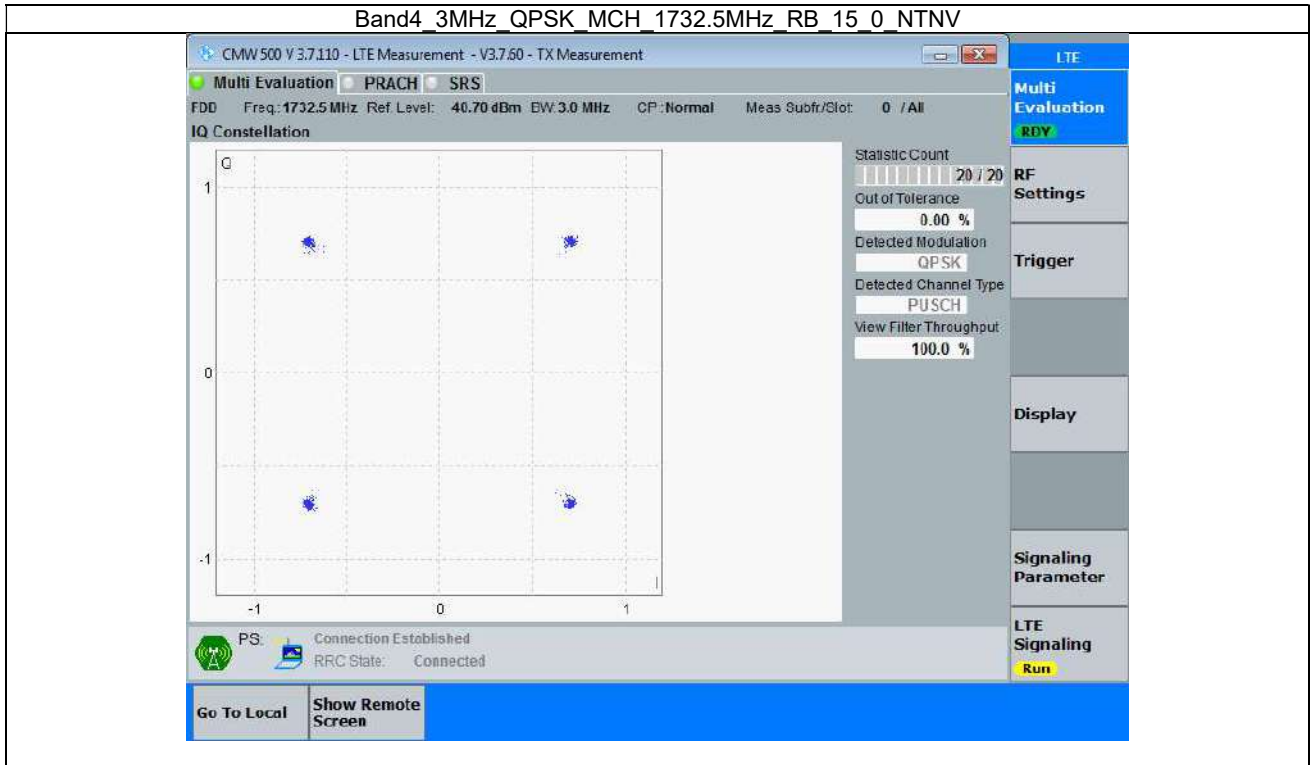 Band4_3MHz_QPSK_MCH_1732.5MHz_RB_15_0_NTNV
CMW 500 V 3.7.110 - LTE Measurement - V3.7.60 - TX Measurement
LTE
Multi Evaluation PRACH SRS
Multi
Evaluation
RDY
FDD Freq.: 1732.5 MHz Ref. Level: 40.70 dBm BW: 3.0 MHz CP: Normal Meas Subfr./Slot: 0 / All
IQ Constellation
Q
1
0
-1
-1 0 1
I
Statistic Count
20 / 20
Out of Tolerance
0.00 %
Detected Modulation
QPSK
Detected Channel Type
PUSCH
View Filter Throughput
100.0 %
RF
Settings
Trigger
Display
Signaling
Parameter
LTE
Signaling
Run
PS: Connection Established
RRC State: Connected
Go To Local
Show Remote
Screen